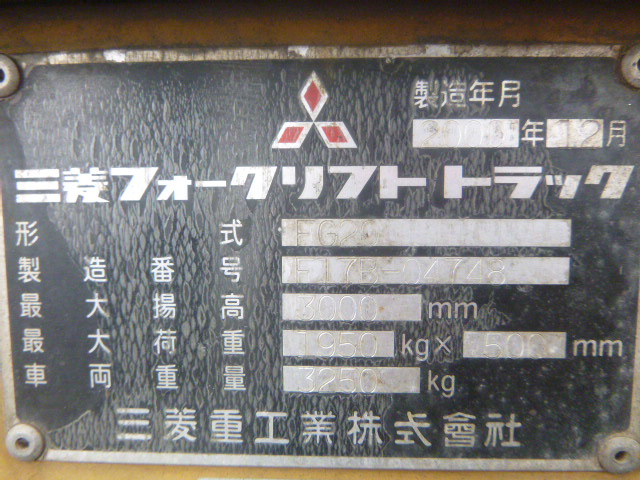 製造年月
年12月
三菱フォークリフト トラック
形式
製造番号
最大揚高 3000 mm
最大荷重 1950 kg× 500 mm
車両重量 3250 kg
三菱重工業株式會社